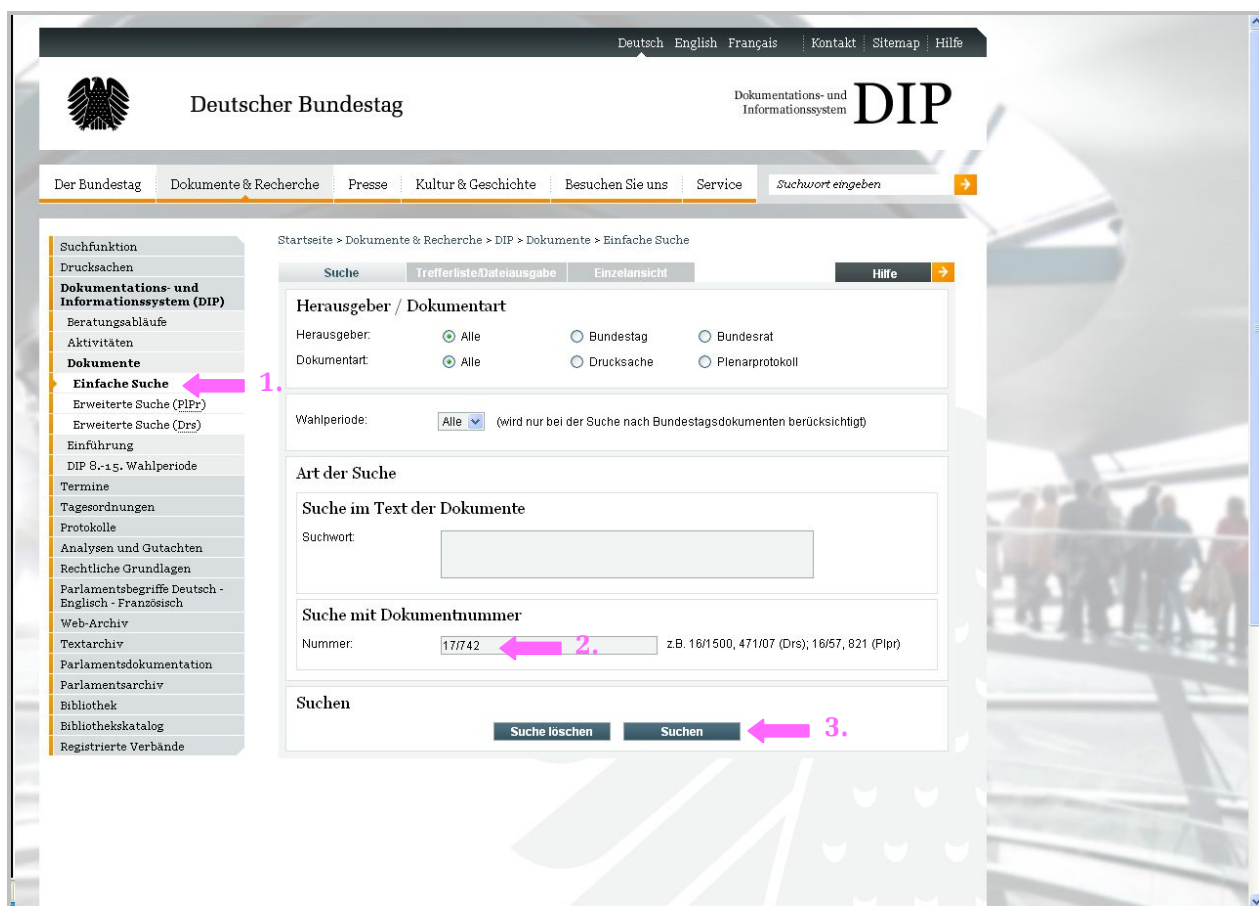 Deutsch English Français Kontakt Sitemap Hilfe
Deutscher Bundestag
Dokumentations- und
Informationssystem DIP
Der Bundestag Dokumente & Recherche Presse Kultur & Geschichte Besuchen Sie uns Service Suchwort eingeben
Startseite > Dokumente & Recherche > DIP > Dokumente > Einfache Suche
Suchfunktion
Drucksachen
Dokumentations- und
Informationssystem (DIP)
Beratungsabläufe
Aktivitäten
Dokumente
Einfache Suche 1.
Erweiterte Suche (PlPr)
Erweiterte Suche (Drs)
Einführung
DIP 8.-15. Wahlperiode
Termine
Tagesordnungen
Protokolle
Analysen und Gutachten
Rechtliche Grundlagen
Parlamentsbegriffe Deutsch -
Englisch - Französisch
Web-Archiv
Textarchiv
Parlamentsdokumentation
Parlamentsarchiv
Bibliothek
Bibliothekskatalog
Registrierte Verbände
Suche Trefferliste/Dateiausgabe Einzelansicht Hilfe
Herausgeber / Dokumentart
Herausgeber: Alle Bundestag Bundesrat
Dokumentart: Alle Drucksache Plenarprotokoll
Wahlperiode: Alle (wird nur bei der Suche nach Bundestagsdokumenten berücksichtigt)
Art der Suche
Suche im Text der Dokumente
Suchwort:
Suche mit Dokumentnummer
Nummer: 17/742 2. z.B. 16/1500, 471/07 (Drs); 16/57, 821 (Plpr)
Suchen
Suche löschen Suchen 3.